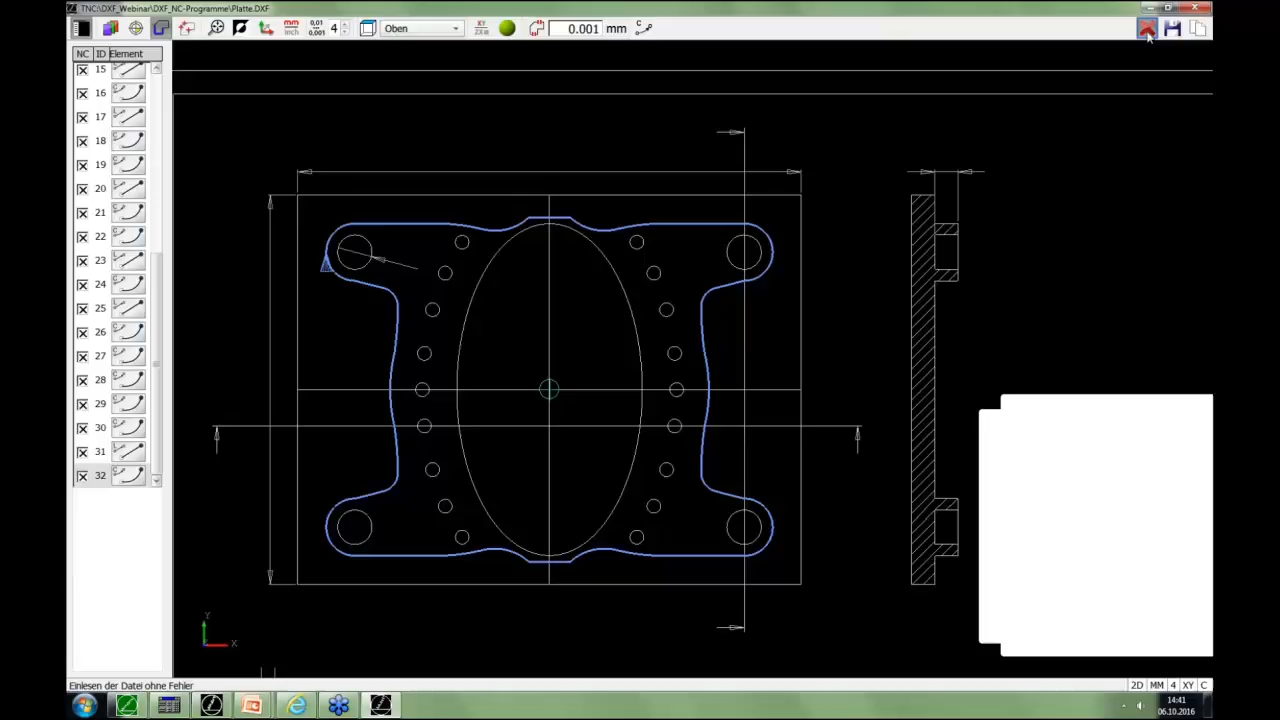 TNC:\DXF_Webinar\DXF_NC-Programme\Platte.DXF
mm
inch
0,01
0,001
4
Oben
XY
ZX
0.001 mm
C
NC ID Element
15
C 16
L 17
C 18
C 19
L 20
C 21
C 22
L 23
C 24
L 25
C 26
C 27
C 28
C 29
C 30
L 31
C 32
Y
X
Einlesen der Datei ohne Fehler
2D MM 4 XY C
14:41
06.10.2016